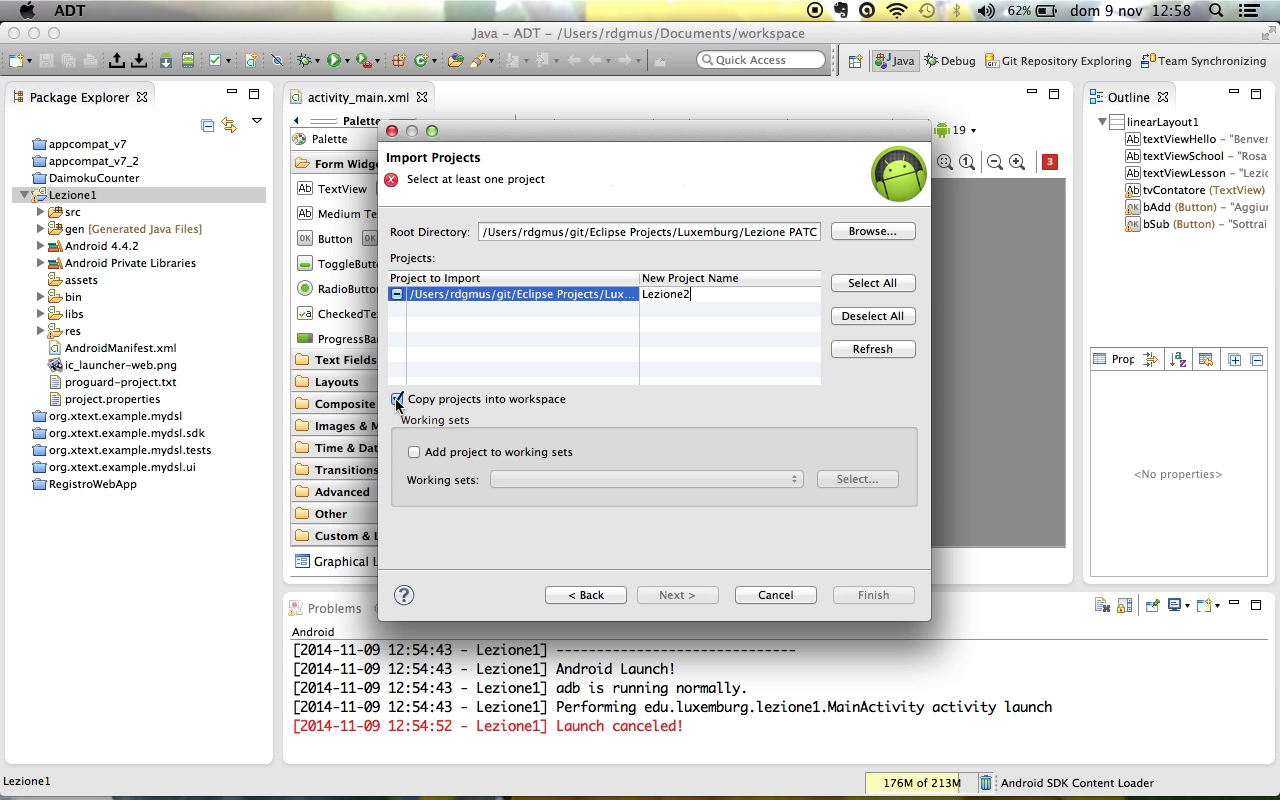 ADT
62%
dom 9 nov 12:58
Java – ADT – /Users/rdgmus/Documents/workspace
Quick Access
Java
Debug
Git Repository Exploring
Team Synchronizing
Package Explorer
appcompat_v7
appcompat_v7_2
DaimokuCounter
Lezione1
src
gen [Generated Java Files]
Android 4.4.2
Android Private Libraries
assets
bin
libs
res
AndroidManifest.xml
ic_launcher-web.png
proguard-project.txt
project.properties
org.xtext.example.mydsl
org.xtext.example.mydsl.sdk
org.xtext.example.mydsl.tests
org.xtext.example.mydsl.ui
RegistroWebApp
activity_main.xml
Palette
Palette
Form Widge
Ab TextView
Ab Medium Te
OK Button
ToggleButt
RadioButto
CheckedTe
ProgressBa
Text Fields
Layouts
Composite
Images & M
Time & Dat
Transitions
Advanced
Other
Custom & L
Graphical L
19
3
Import Projects
Select at least one project
Root Directory: /Users/rdgmus/git/Eclipse Projects/Luxemburg/Lezione PATC
Browse...
Projects:
Project to Import
New Project Name
/Users/rdgmus/git/Eclipse Projects/Lux...
Lezione2
Select All
Deselect All
Refresh
Copy projects into workspace
Working sets
Add project to working sets
Working sets:
Select...
? < Back Next > Cancel Finish
Outline
linearLayout1
Ab textViewHello – "Benver
Ab textViewSchool – "Rosa
Ab textViewLesson – "Lezio
Ab tvContatore (TextView)
OK bAdd (Button) – "Aggiur
OK bSub (Button) – "Sottrai
Prop
<No properties>
Problems
Android
[2014-11-09 12:54:43 - Lezione1] ------------------------------
[2014-11-09 12:54:43 - Lezione1] Android Launch!
[2014-11-09 12:54:43 - Lezione1] adb is running normally.
[2014-11-09 12:54:43 - Lezione1] Performing edu.luxemburg.lezione1.MainActivity activity launch
[2014-11-09 12:54:52 - Lezione1] Launch canceled!
Lezione1
176M of 213M
Android SDK Content Loader